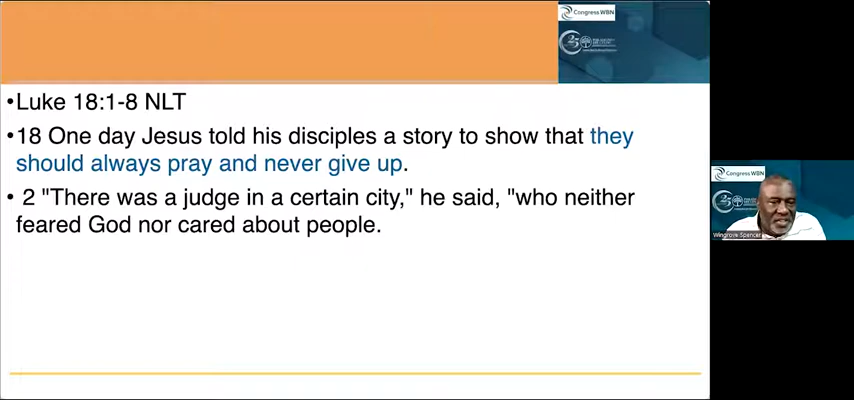 Congress WBN
25
•Luke 18:1-8 NLT
•18 One day Jesus told his disciples a story to show that they
should always pray and never give up.
• 2 "There was a judge in a certain city," he said, "who neither
feared God nor cared about people.
Congress WBN
25
Wingrove Spencer